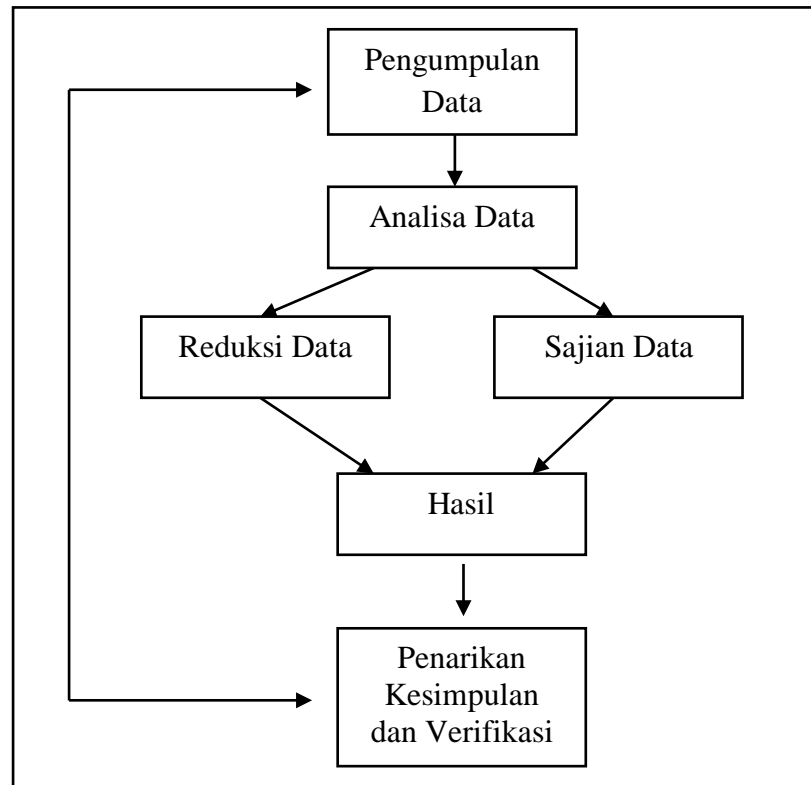 Pengumpulan
Data
Analisa Data
Reduksi Data
Sajian Data
Hasil
Penarikan
Kesimpulan
dan Verifikasi